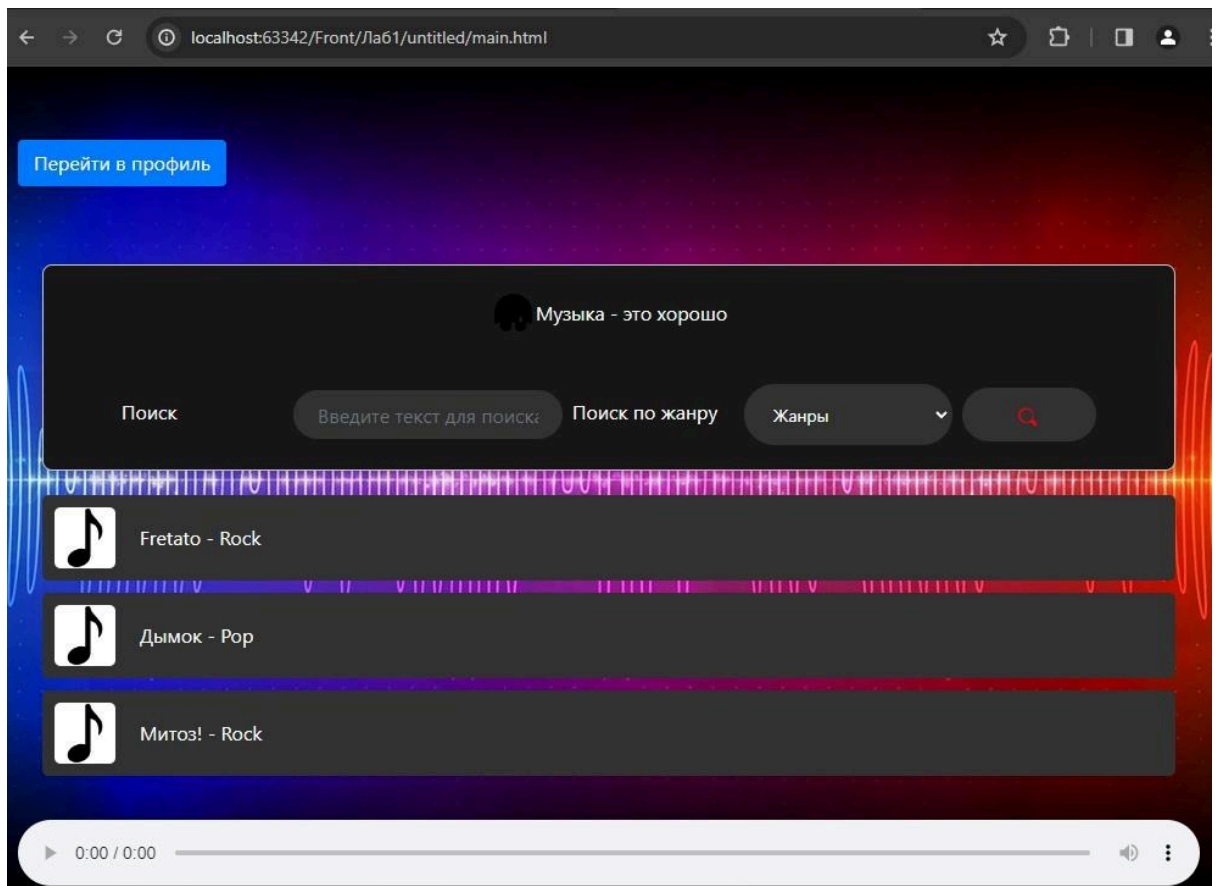 localhost:63342/Front/Лаб1/untitled/main.html
Перейти в профиль
Музыка - это хорошо
Поиск Введите текст для поиска Поиск по жанру Жанры
Fretato - Rock
Дымок - Pop
Митоз! - Rock
0:00 / 0:00